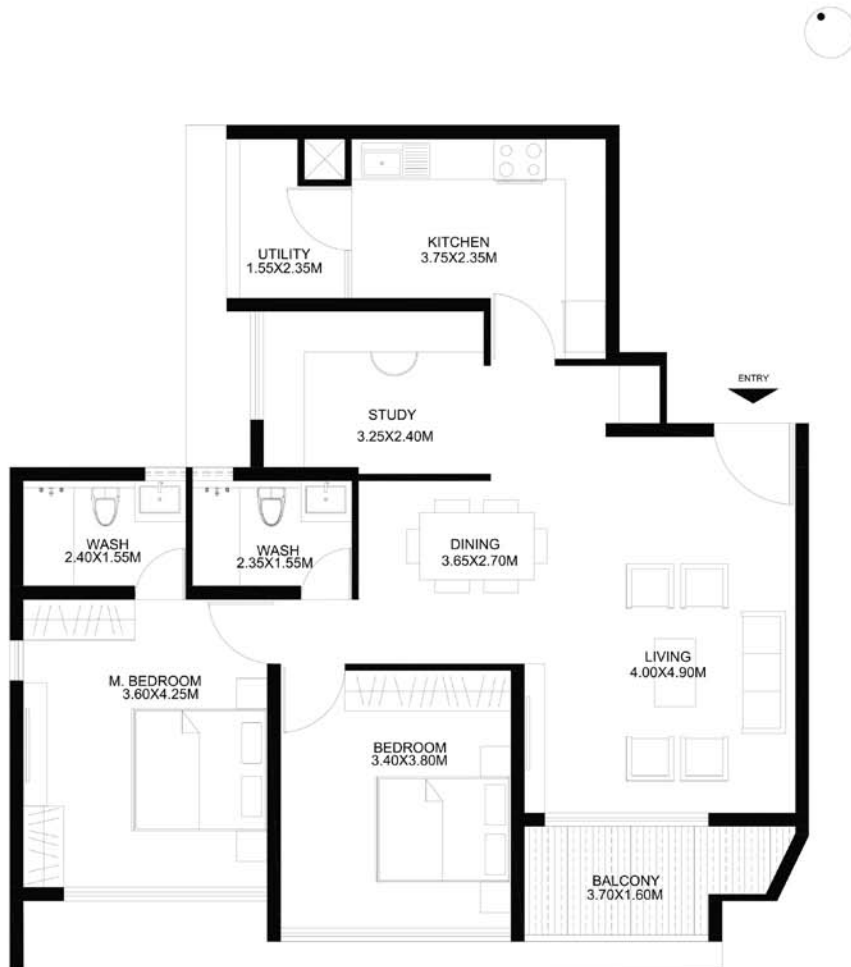 KITCHEN
3.75X2.35M
UTILITY
1.55X2.35M
ENTRY
STUDY
3.25X2.40M
WASH
2.40X1.55M
WASH
2.35X1.55M
DINING
3.65X2.70M
LIVING
4.00X4.90M
M. BEDROOM
3.60X4.25M
BEDROOM
3.40X3.80M
BALCONY
3.70X1.60M